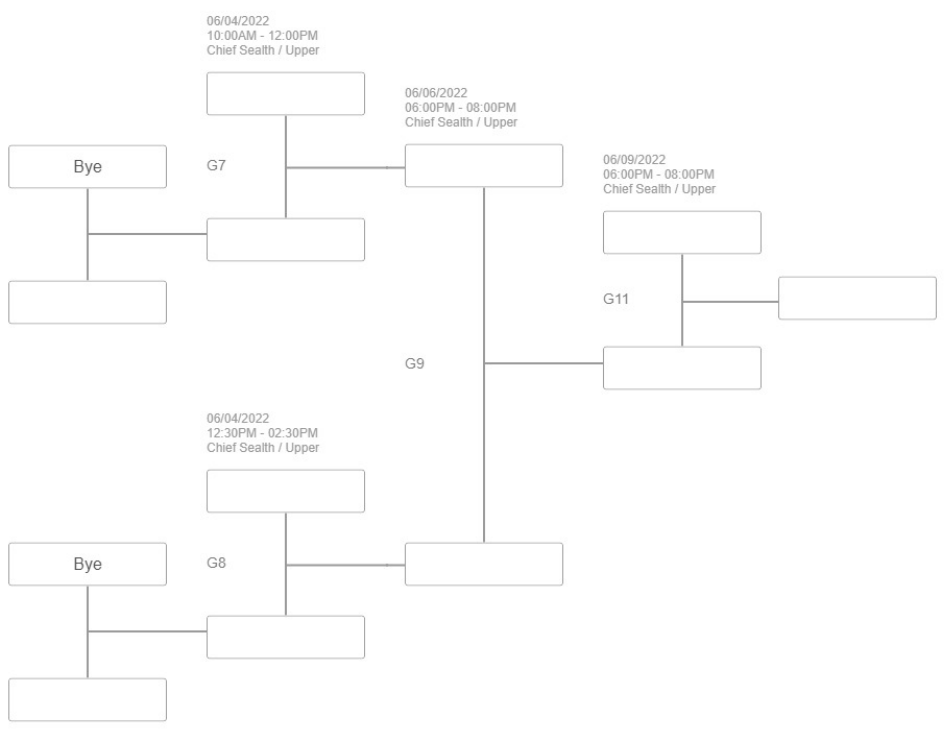 06/04/2022
10:00AM - 12:00PM
Chief Sealth / Upper
06/06/2022
06:00PM - 08:00PM
Chief Sealth / Upper
Bye
G7
06/09/2022
06:00PM - 08:00PM
Chief Sealth / Upper
G11
G9
06/04/2022
12:30PM - 02:30PM
Chief Sealth / Upper
Bye
G8